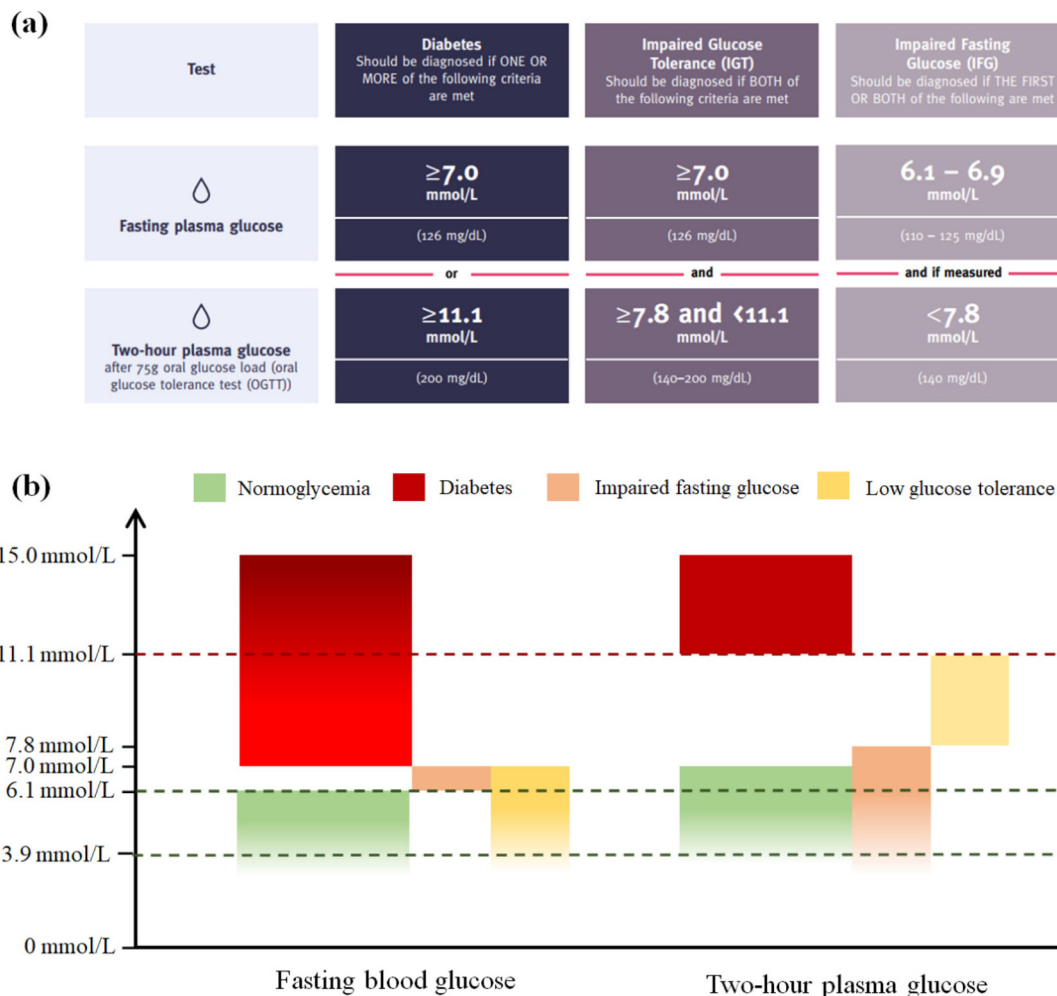 (a)
Test
Diabetes
Should be diagnosed if ONE OR
MORE of the following criteria
are met
Impaired Glucose
Tolerance (IGT)
Should be diagnosed if BOTH of
the following criteria are met
Impaired Fasting
Glucose (IFG)
Should be diagnosed if THE FIRST
OR BOTH of the following are met
Fasting plasma glucose
≥7.0
mmol/L
(126 mg/dL)
≥7.0
mmol/L
(126 mg/dL)
6.1 – 6.9
mmol/L
(110 – 125 mg/dL)
or
and
and if measured
Two-hour plasma glucose
after 75g oral glucose load (oral
glucose tolerance test (OGTT))
≥11.1
mmol/L
(200 mg/dL)
≥7.8 and <11.1
mmol/L
(140–200 mg/dL)
<7.8
mmol/L
(140 mg/dL)
(b)
Normoglycemia
Diabetes
Impaired fasting glucose
Low glucose tolerance
15.0 mmol/L
11.1 mmol/L
7.8 mmol/L
7.0 mmol/L
6.1 mmol/L
3.9 mmol/L
0 mmol/L
Fasting blood glucose
Two-hour plasma glucose